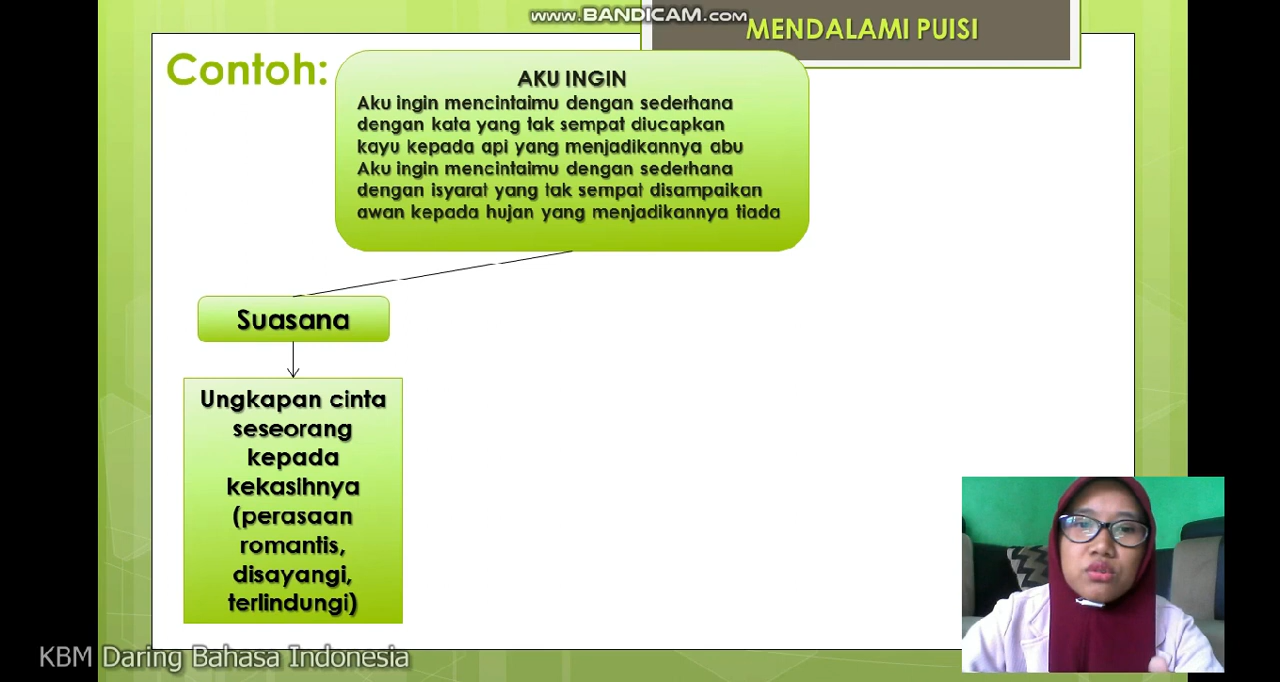 www.BANDICAM.com
MENDALAMI PUISI
Contoh:
AKU INGIN
Aku ingin mencintaimu dengan sederhana
dengan kata yang tak sempat diucapkan
kayu kepada api yang menjadikannya abu
Aku ingin mencintaimu dengan sederhana
dengan isyarat yang tak sempat disampaikan
awan kepada hujan yang menjadikannya tiada
Suasana
Ungkapan cinta
seseorang
kepada
kekasihnya
(perasaan
romantis,
disayangi,
terlindungi)
KBM Daring Bahasa Indonesia